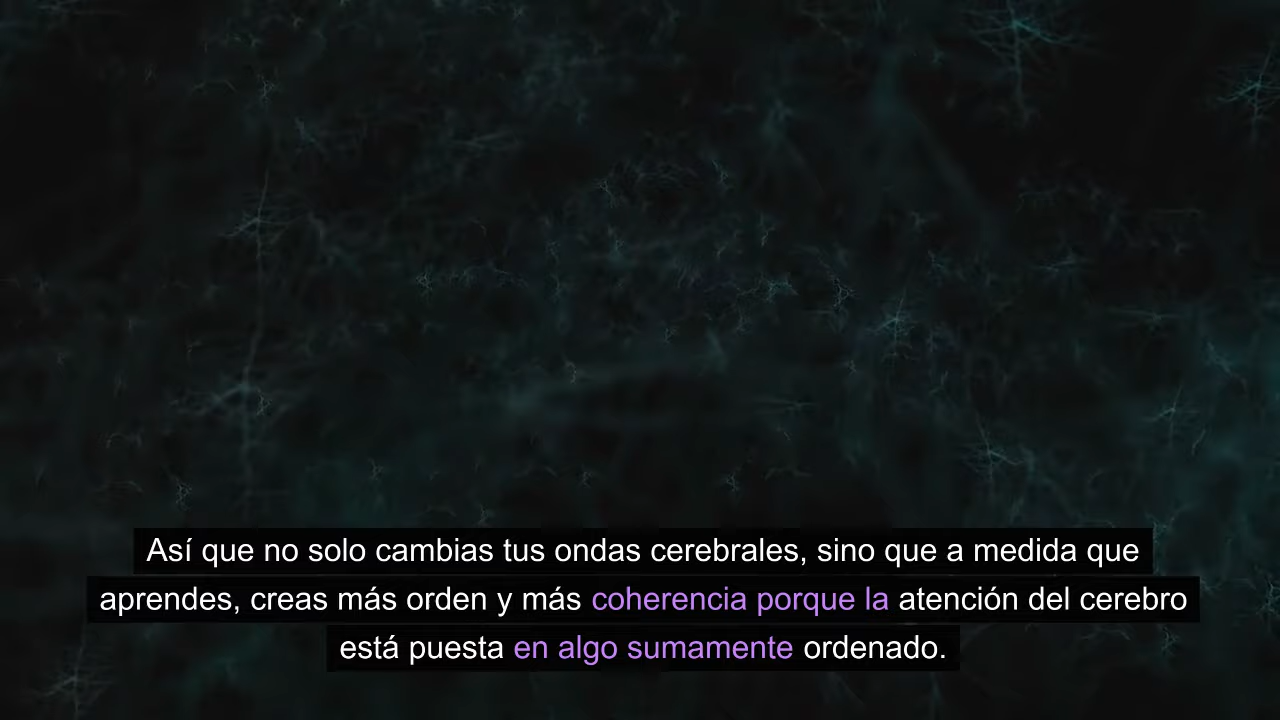 Así que no solo cambias tus ondas cerebrales, sino que a medida que
aprendes, creas más orden y más coherencia porque la atención del cerebro
está puesta en algo sumamente ordenado.